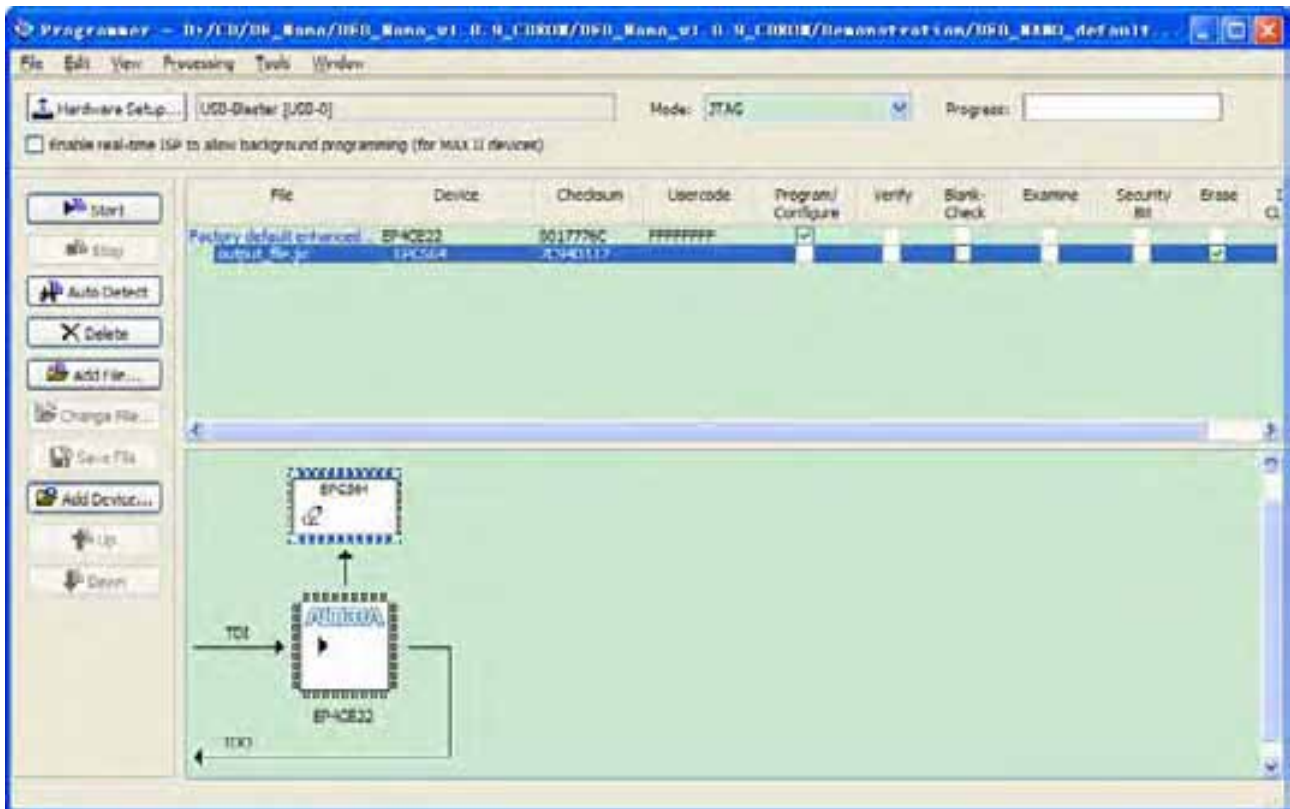 Programmer - D:/CD/DE_Nano/DE0_Nano_v1.0.9_CDROM/DE0_Nano_v1.0.9_CDROM/Demonstration/DE0_NANO_default...
File Edit View Processing Tools Window
Hardware Setup... USB-Blaster [USB-0] Mode: JTAG Progress:
Enable real-time ISP to allow background programming (for MAX II devices)
File Device Checksum Usercode Program/Configure Verify Blank-Check Examine Security Bit Erase
Factory default enhanced... EP4CE22 0017776C FFFFFFFF
output_file.jic EPCS64
Start
Stop
Auto Detect
Delete
Add File...
Change File...
Save File
Add Device...
Up
Down
EPCS64
ALTERA
TDI
EP4CE22
TDO